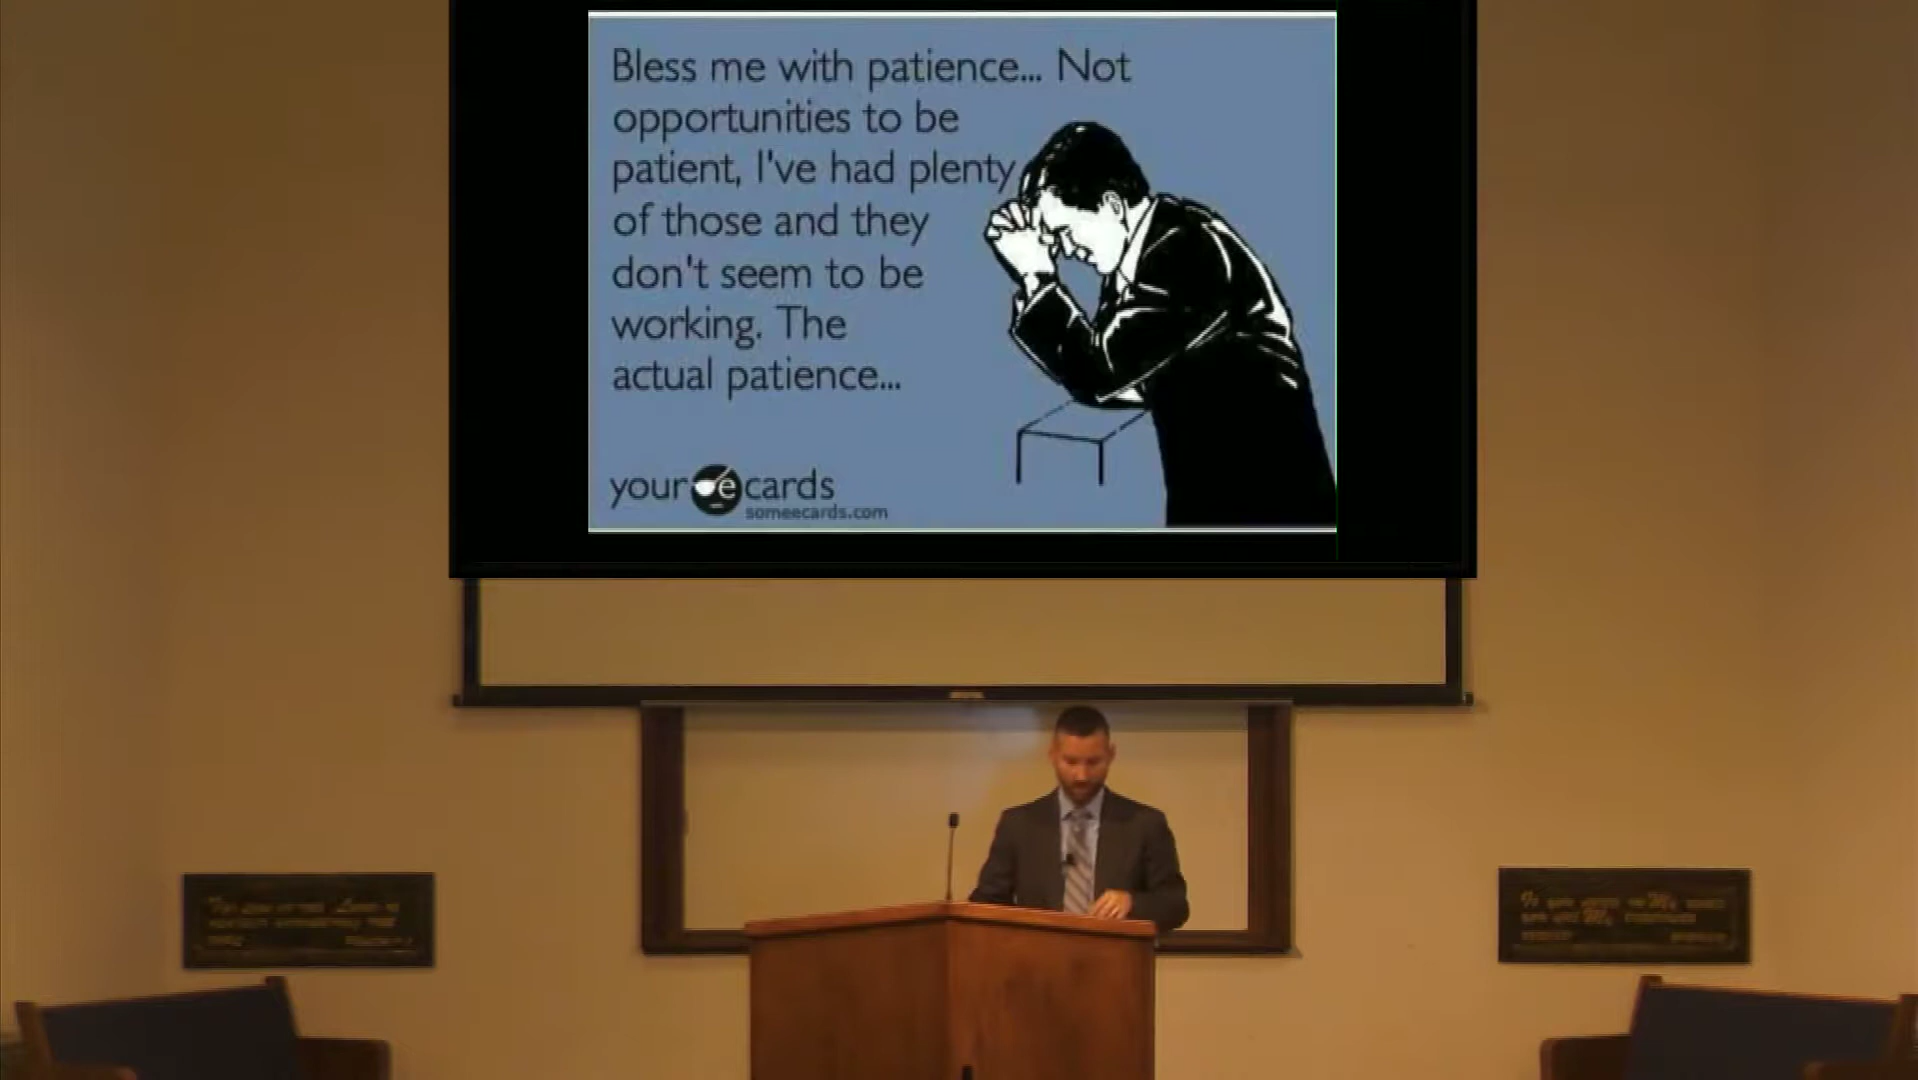 Bless me with patience... Not
opportunities to be
patient, I've had plenty
of those and they
don't seem to be
working. The
actual patience...
your e cards
someecards.com